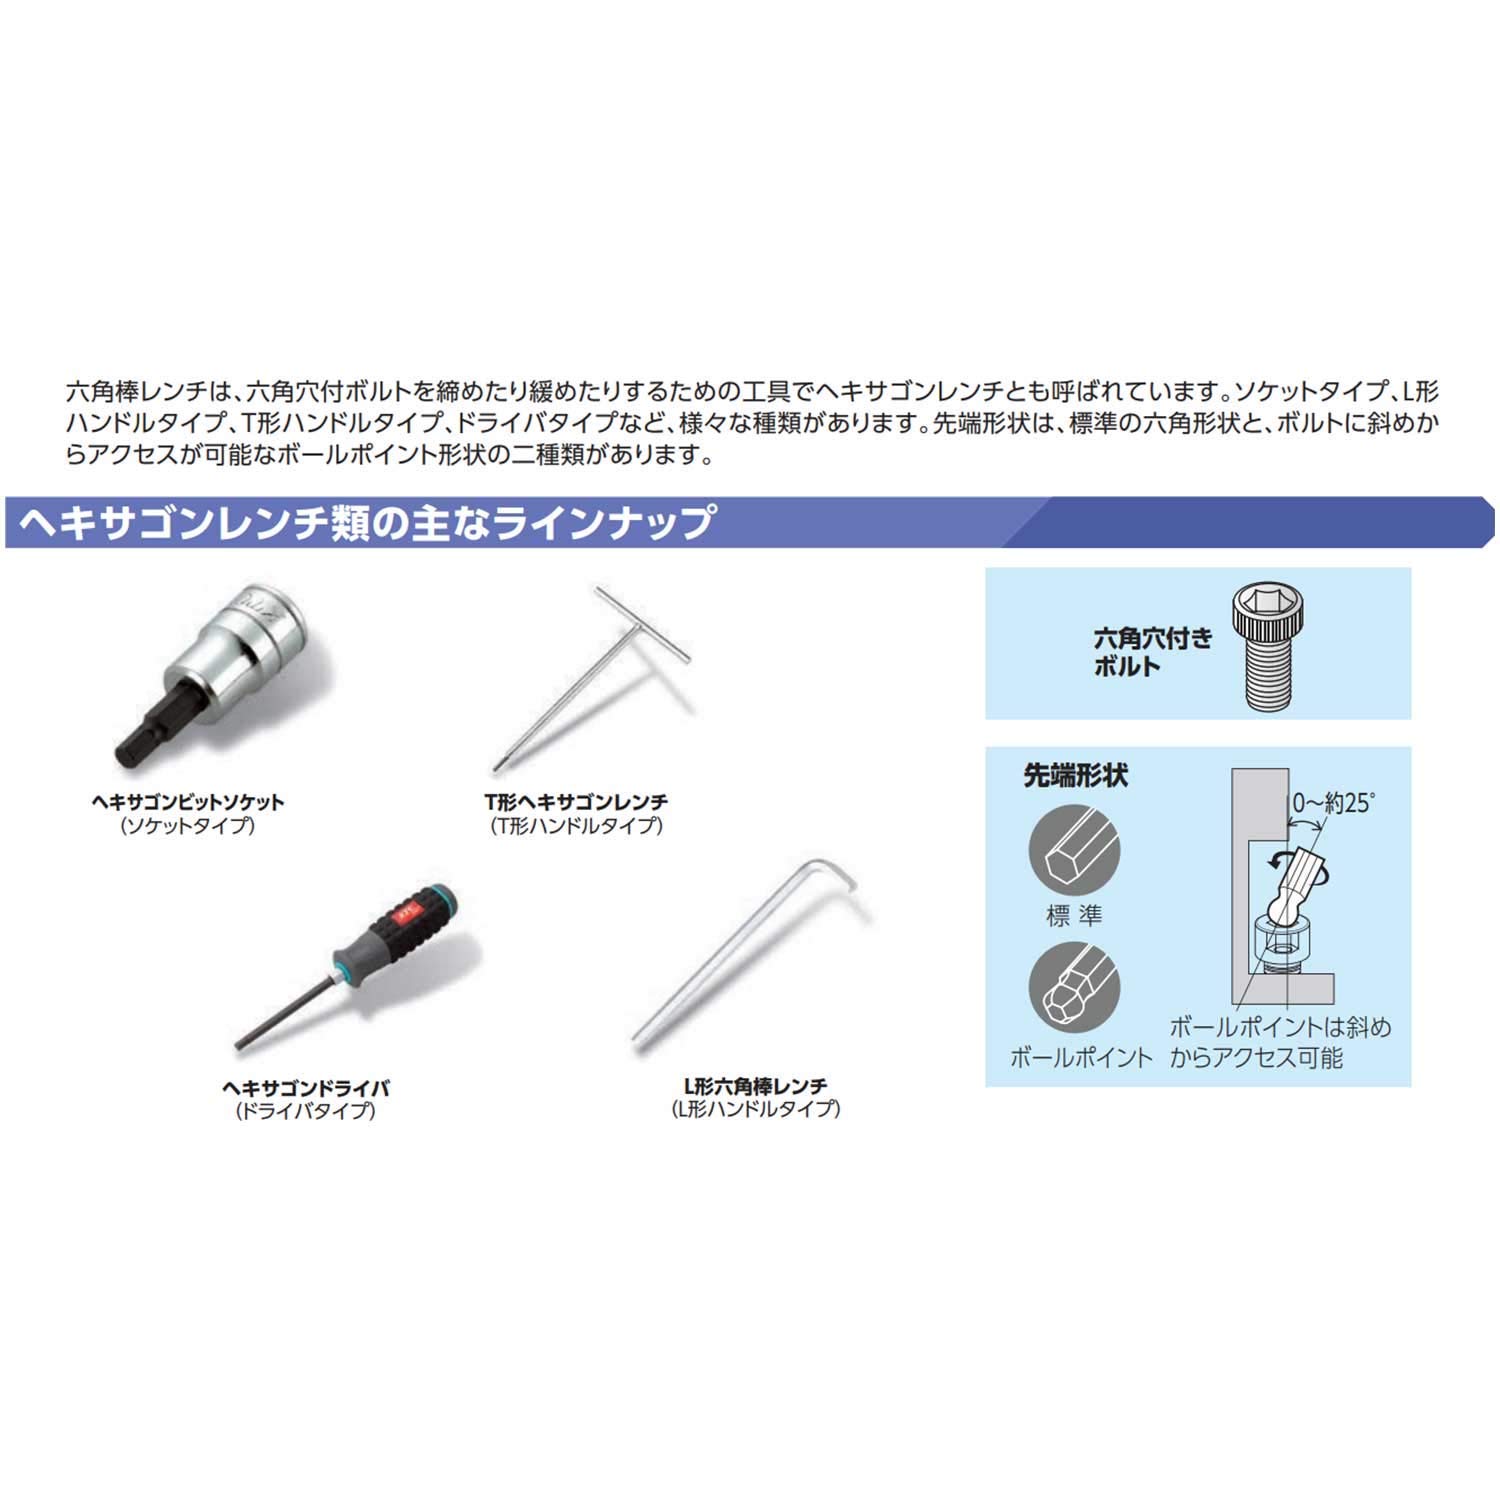 六角棒レンチは、六角穴付ボルトを締めたり緩めたりするための工具でヘキサゴンレンチとも呼ばれています。ソケットタイプ、L形
ハンドルタイプ、T形ハンドルタイプ、ドライバタイプなど、様々な種類があります。先端形状は、標準の六角形状と、ボルトに斜めか
らアクセスが可能なボールポイント形状の二種類があります。
ヘキサゴンレンチ類の主なラインナップ
ヘキサゴンビットソケット
（ソケットタイプ）
T形ヘキサゴンレンチ
（T形ハンドルタイプ）
ヘキサゴンドライバ
（ドライバタイプ）
L形六角棒レンチ
（L形ハンドルタイプ）
六角穴付き
ボルト
先端形状
標準
ボールポイント
0〜約25°
ボールポイントは斜め
からアクセス可能